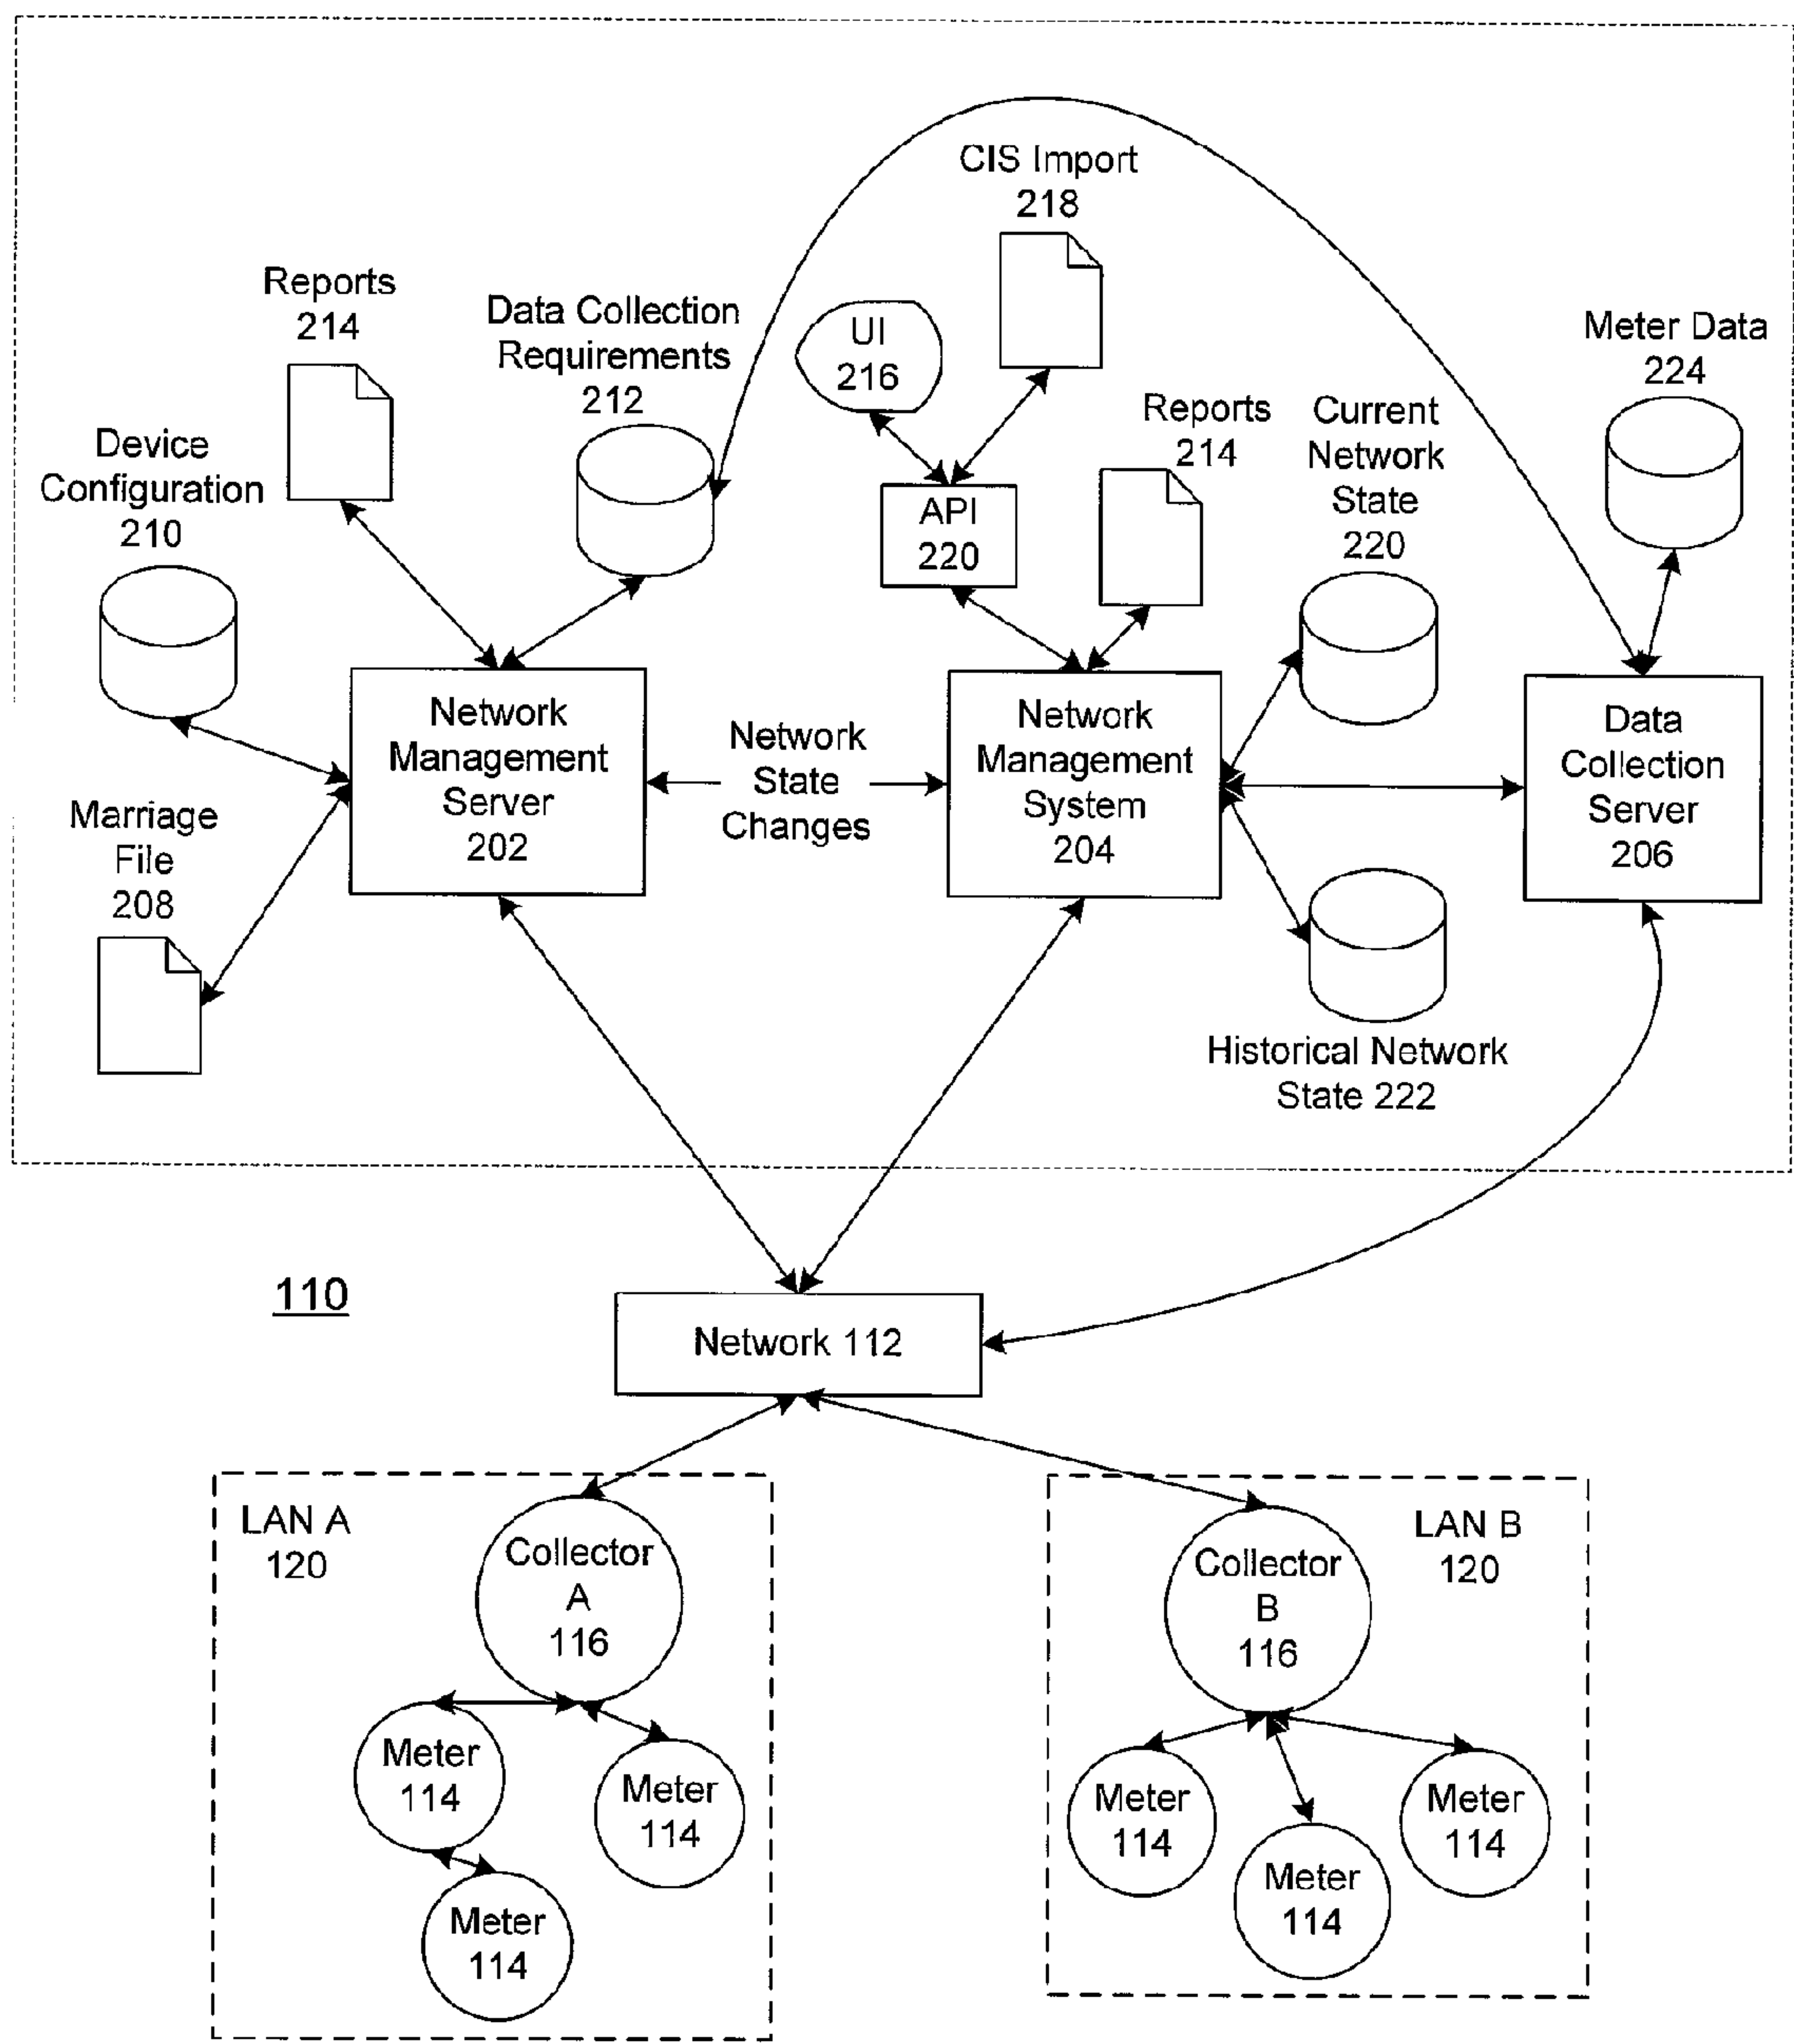 CIS Import
218
Reports
214
Data Collection
Requirements
212
UI
216
Meter Data
224
Reports
214
Current
Network
State
220
Device
Configuration
210
API
220
Marriage
File
208
Network
Management
Server
202
Network
State
Changes
Network
Management
System
204
Data
Collection
Server
206
Historical Network
State 222
110
Network 112
LAN A
120
Collector
A
116
Meter
114
Meter
114
Meter
114
LAN B
120
Collector
B
116
Meter
114
Meter
114
Meter
114